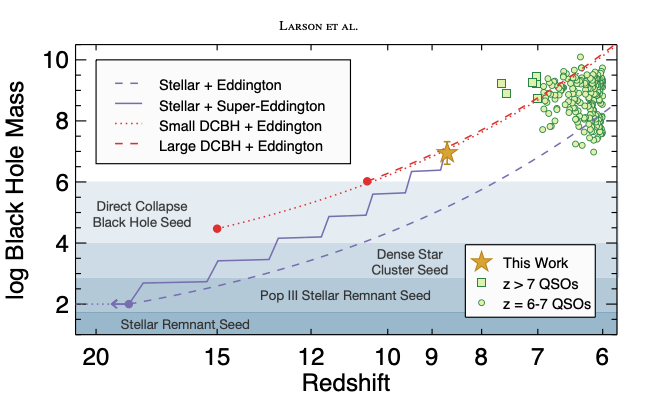 LARSON ET AL.
10
8
6
4
2
log Black Hole Mass
Stellar + Eddington
Stellar + Super-Eddington
Small DCBH + Eddington
Large DCBH + Eddington
Direct Collapse
Black Hole Seed
Dense Star
Cluster Seed
Pop III Stellar Remnant Seed
Stellar Remnant Seed
This Work
z > 7 QSOs
z = 6-7 QSOs
20 15 12 10 9 8 7 6
Redshift